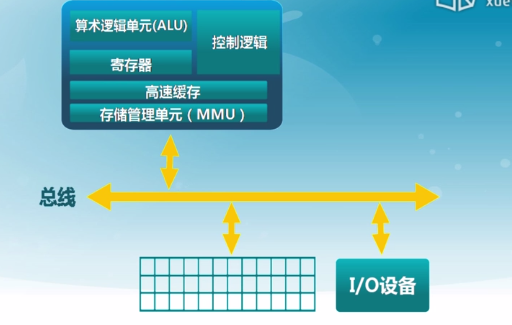 xue
算术逻辑单元(ALU)
控制逻辑
寄存器
高速缓存
存储管理单元（MMU）
总线
I/O设备